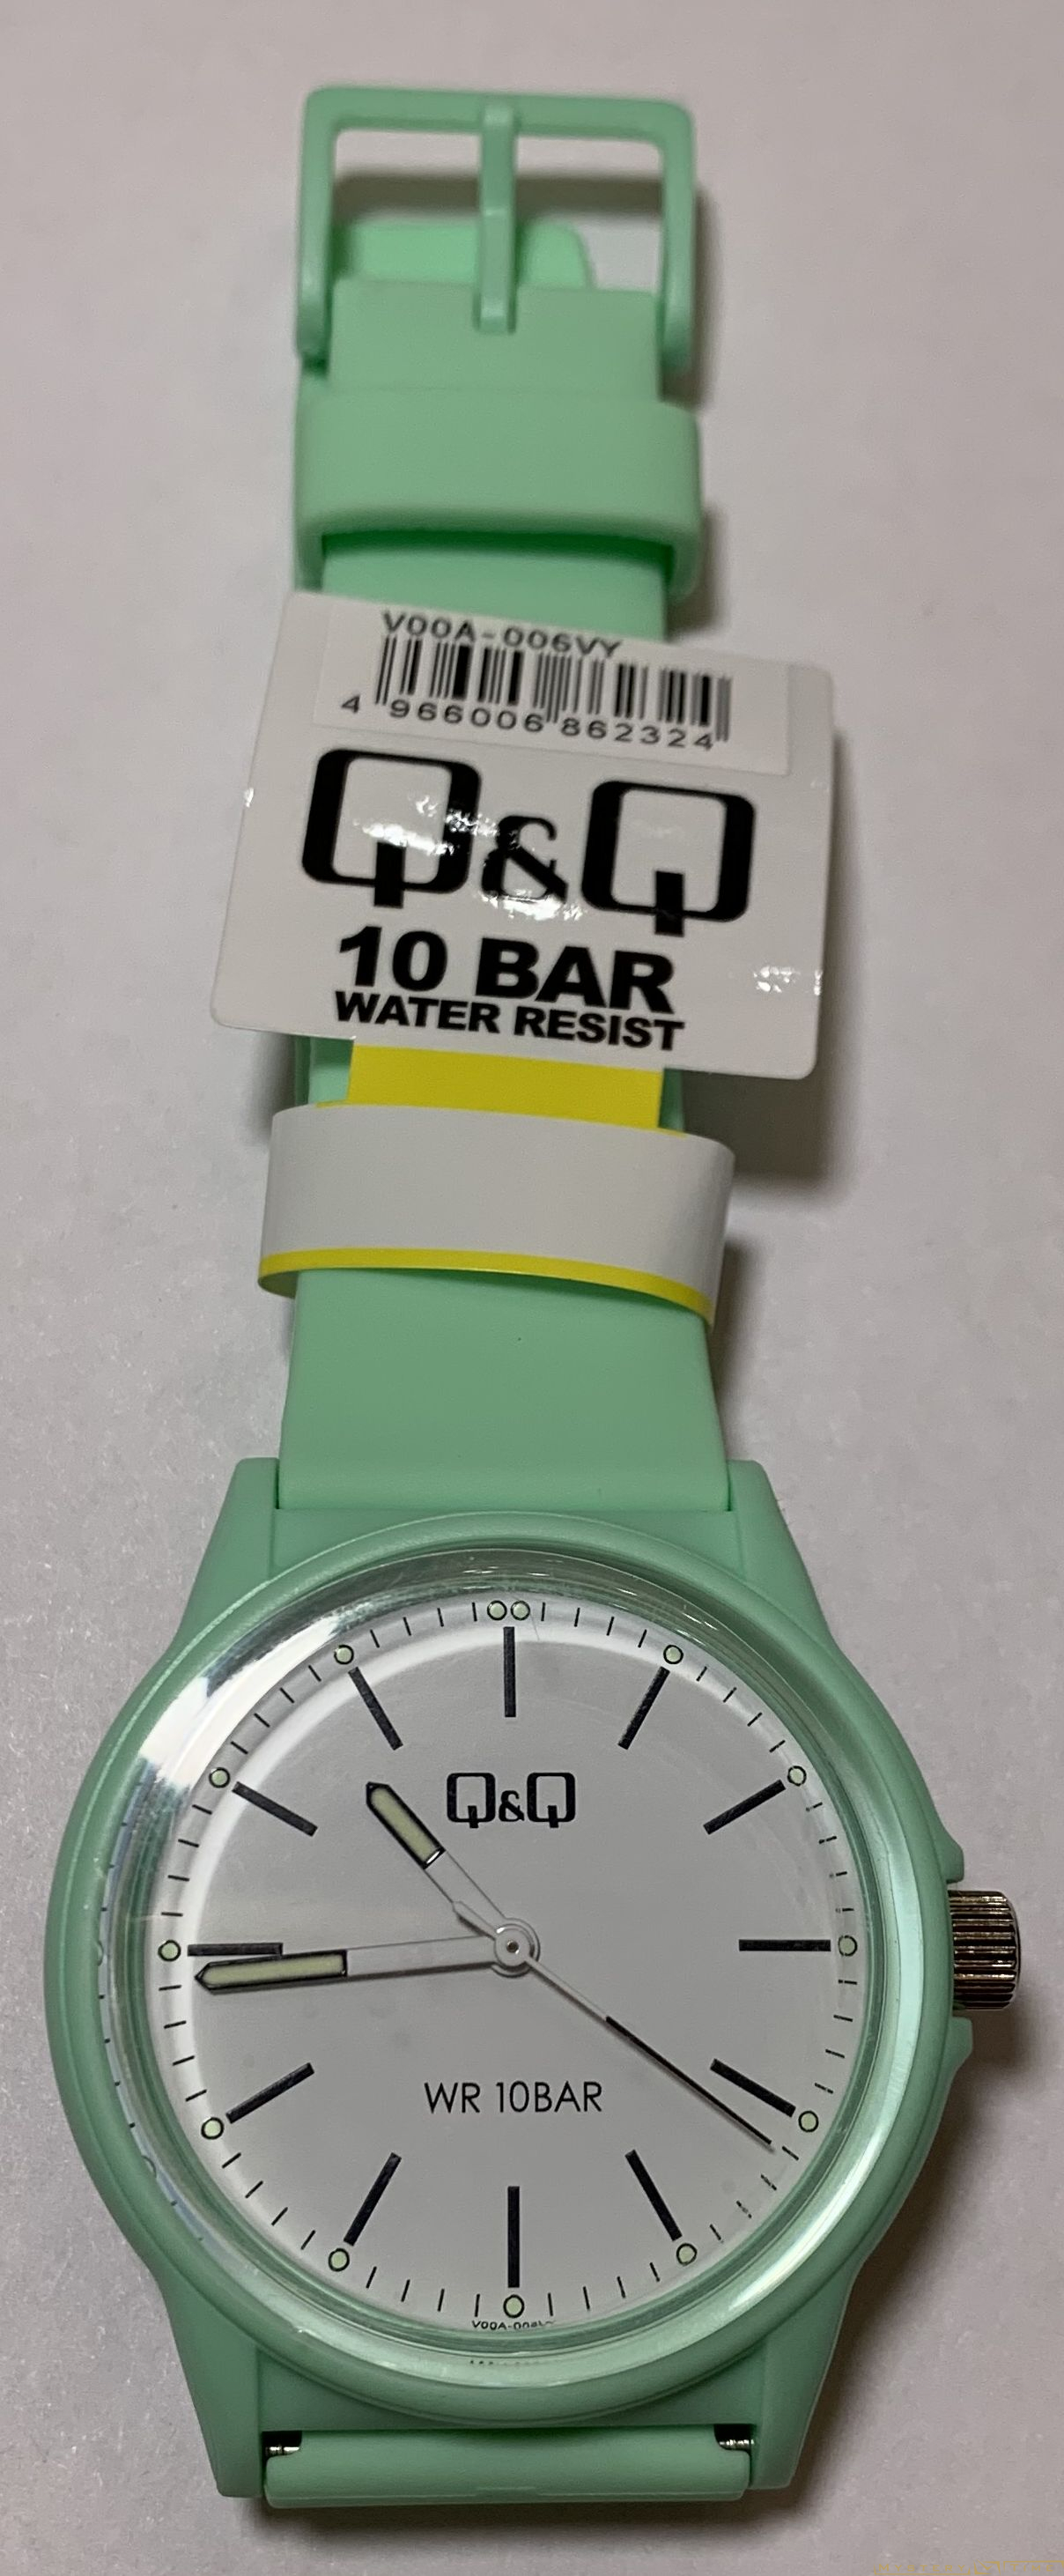 V00A-006VY
4 966006 862324
Q&Q
10 BAR
WATER RESIST
Q&Q
WR 10BAR